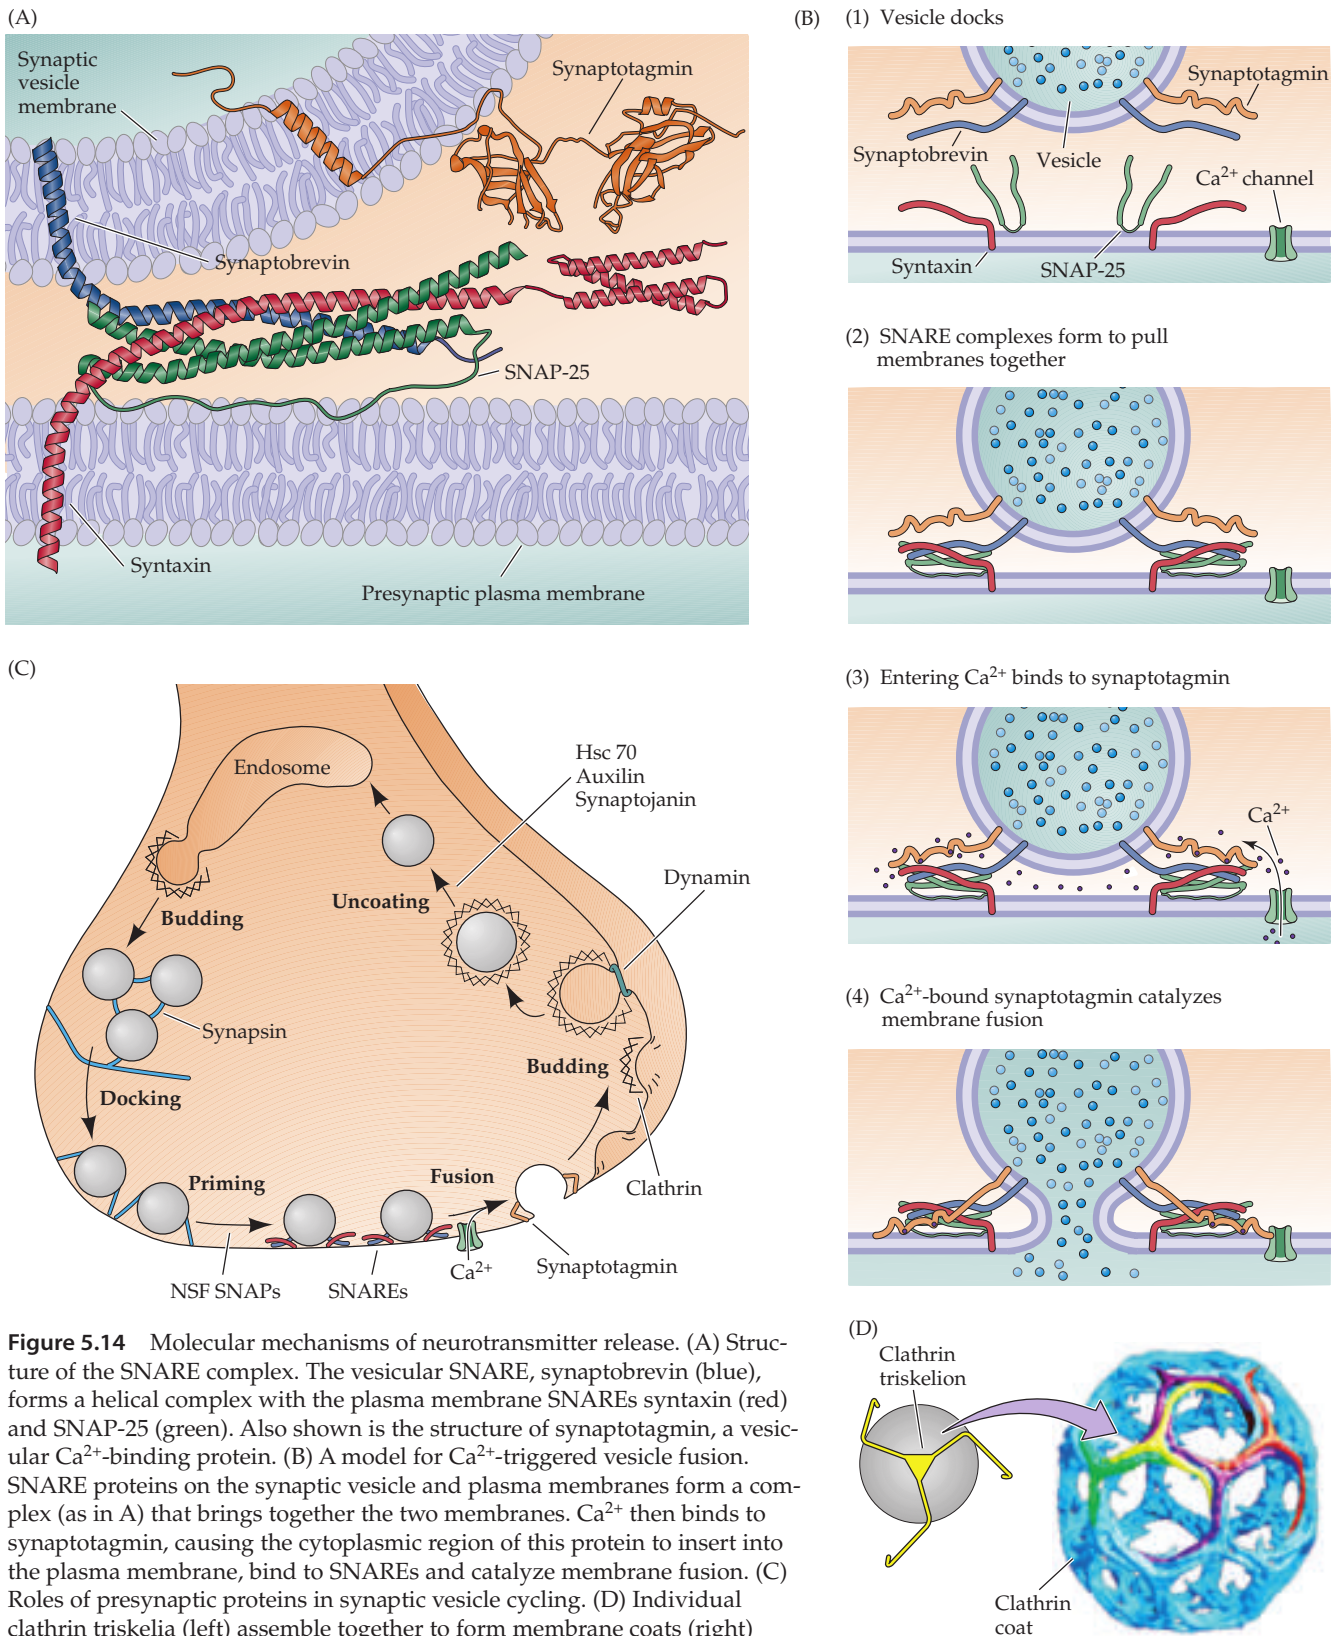 (A)
Synaptic
vesicle
membrane
Synaptotagmin
Synaptobrevin
SNAP-25
Syntaxin
Presynaptic plasma membrane
(B)
(1) Vesicle docks
Synaptotagmin
Synaptobrevin
Vesicle
Ca²⁺ channel
Syntaxin
SNAP-25
(2) SNARE complexes form to pull
membranes together
(3) Entering Ca²⁺ binds to synaptotagmin
Ca²⁺
(4) Ca²⁺-bound synaptotagmin catalyzes
membrane fusion
(C)
Endosome
Hsc 70
Auxilin
Synaptojanin
Dynamin
Uncoating
Budding
Synapsin
Budding
Docking
Priming
Fusion
Clathrin
NSF SNAPs
SNAREs
Ca²⁺
Synaptotagmin
Figure 5.14 Molecular mechanisms of neurotransmitter release. (A) Struc-
ture of the SNARE complex. The vesicular SNARE, synaptobrevin (blue),
forms a helical complex with the plasma membrane SNAREs syntaxin (red)
and SNAP-25 (green). Also shown is the structure of synaptotagmin, a vesic-
ular Ca²⁺-binding protein. (B) A model for Ca²⁺-triggered vesicle fusion.
SNARE proteins on the synaptic vesicle and plasma membranes form a com-
plex (as in A) that brings together the two membranes. Ca²⁺ then binds to
synaptotagmin, causing the cytoplasmic region of this protein to insert into
the plasma membrane, bind to SNAREs and catalyze membrane fusion. (C)
Roles of presynaptic proteins in synaptic vesicle cycling. (D) Individual
clathrin triskelia (left) assemble together to form membrane coats (right)
(D)
Clathrin
triskelion
Clathrin
coat